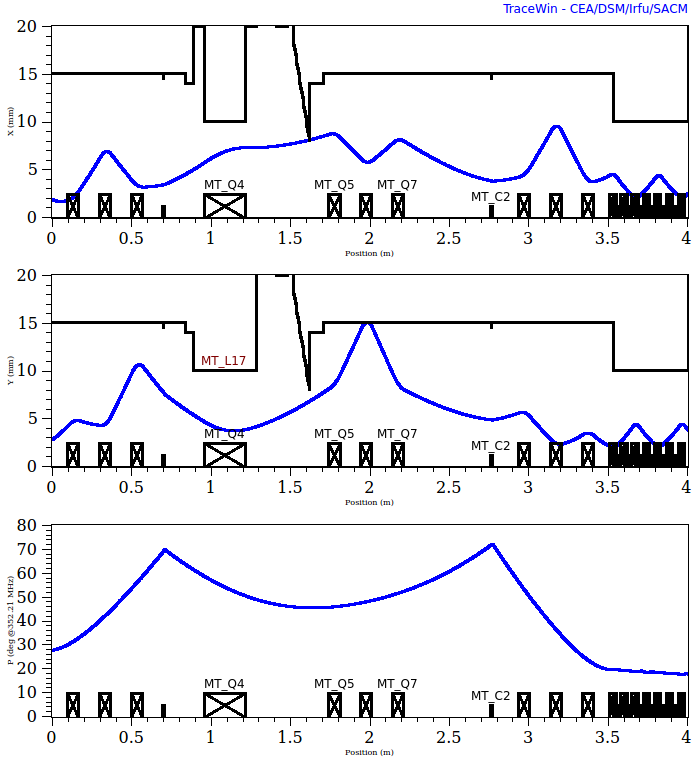 TraceWin - CEA/DSM/Irfu/SACM
20
15
10
5
0
X (mm)
MT_Q4
MT_Q5
MT_Q7
MT_C2
0
0.5
1
1.5
2
2.5
3
3.5
4
Position (m)
20
15
10
5
0
Y (mm)
MT_L17
MT_Q4
MT_Q5
MT_Q7
MT_C2
0
0.5
1
1.5
2
2.5
3
3.5
4
Position (m)
80
70
60
50
40
30
20
10
0
P (deg @352.21 MHz)
MT_Q4
MT_Q5
MT_Q7
MT_C2
0
0.5
1
1.5
2
2.5
3
3.5
4
Position (m)